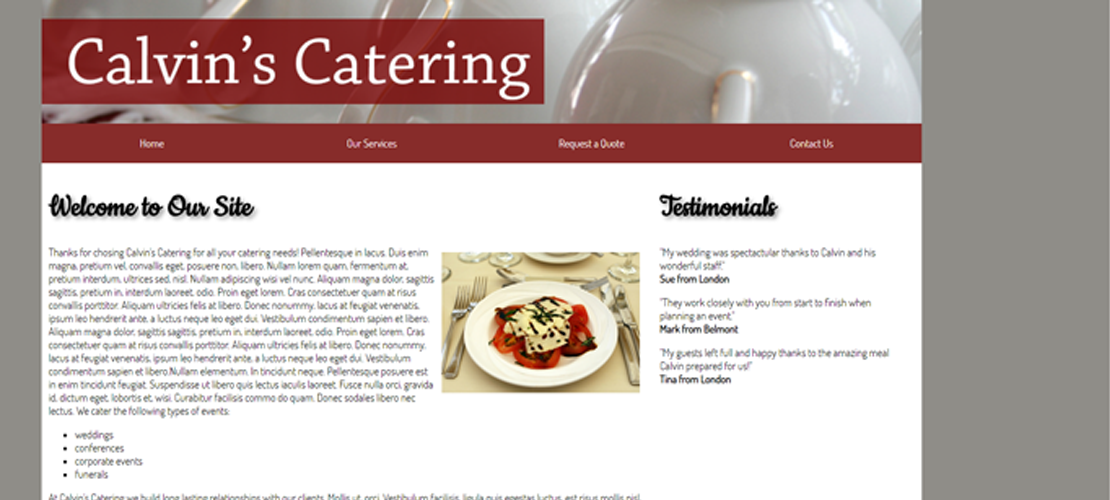 Calvin's Catering
Home Our Services Request a Quote Contact Us
Welcome to Our Site
Thanks for chosing Calvin's Catering for all your catering needs! Pellentesque in lacus. Duis enim
magna, pretium vel, convallis eget, posuere non, libero. Nullam lorem quam, fermentum at,
pretium interdum, ultrices sed, nisl. Nullam adipiscing wisi vel nunc. Aliquam magna dolor, sagittis
sagittis, pretium in, interdum laoreet, odio. Proin eget lorem. Cras consectetuer quam at risus
convallis porttitor. Aliquam ultricies felis at libero. Donec nonummy, lacus at feugiat venenatis,
ipsum leo hendrerit ante, a luctus neque leo eget dui. Vestibulum condimentum sapien et libero.
Aliquam magna dolor, sagittis sagittis, pretium in, interdum laoreet, odio. Proin eget lorem. Cras
consectetuer quam at risus convallis porttitor. Aliquam ultricies felis at libero. Donec nonummy,
lacus at feugiat venenatis, ipsum leo hendrerit ante, a luctus neque leo eget dui. Vestibulum
condimentum sapien et libero.Nullam elementum. In tincidunt neque. Pellentesque posuere est
in enim tincidunt feugiat. Suspendisse ut libero quis lectus iaculis laoreet. Fusce nulla orci, gravida
id, dictum eget, lobortis et, wisi. Curabitur facilisis commo do quam. Donec sodales libero nec
lectus. We cater the following types of events:
weddings
conferences
corporate events
funerals
At Calvin's Catering we build long lasting relationships with our clients. Mollis ut, orci. Vestibulum facilisis, ligula quis egestas luctus, est risus mollis nisl,
Testimonials
"My wedding was spectactular thanks to Calvin and his
wonderful staff."
Sue from London
"They work closely with you from start to finish when
planning an event."
Mark from Belmont
"My guests left full and happy thanks to the amazing meal
Calvin prepared for us!"
Tina from London